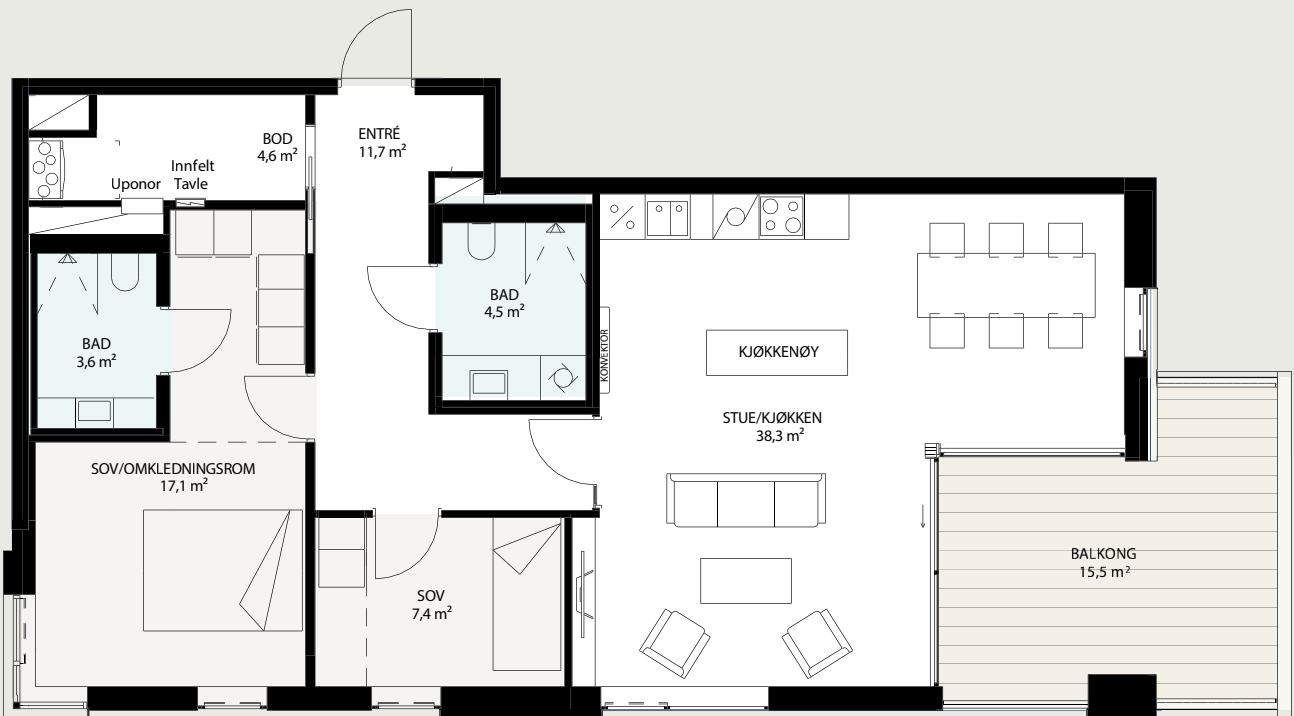 BOD
4,6 m²
ENTRÉ
11,7 m²
Innfelt
Tavle
Uponor
BAD
4,5 m²
BAD
3,6 m²
KONVEKTOR
KJØKKENØY
STUE/KJØKKEN
38,3 m²
SOV/OMKLEDNINGSROM
17,1 m²
SOV
7,4 m²
BALKONG
15,5 m²